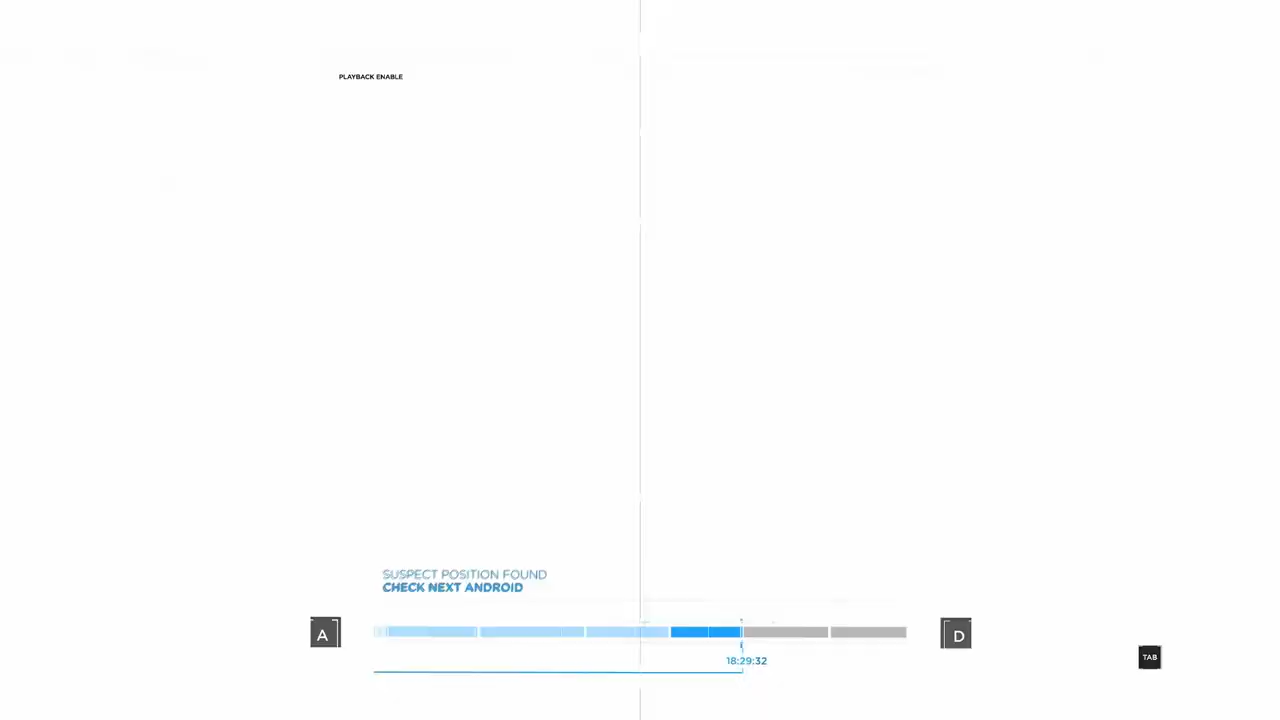 PLAYBACK ENABLE
SUSPECT POSITION FOUND
CHECK NEXT ANDROID
A
D
18:29:32
TAB